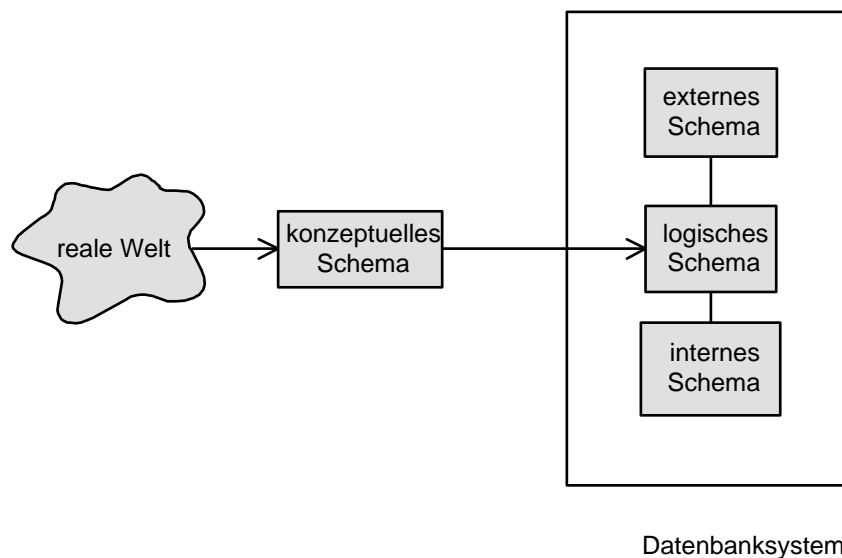 reale Welt
konzeptuelles
Schema
externes
Schema
logisches
Schema
internes
Schema
Datenbanksystem